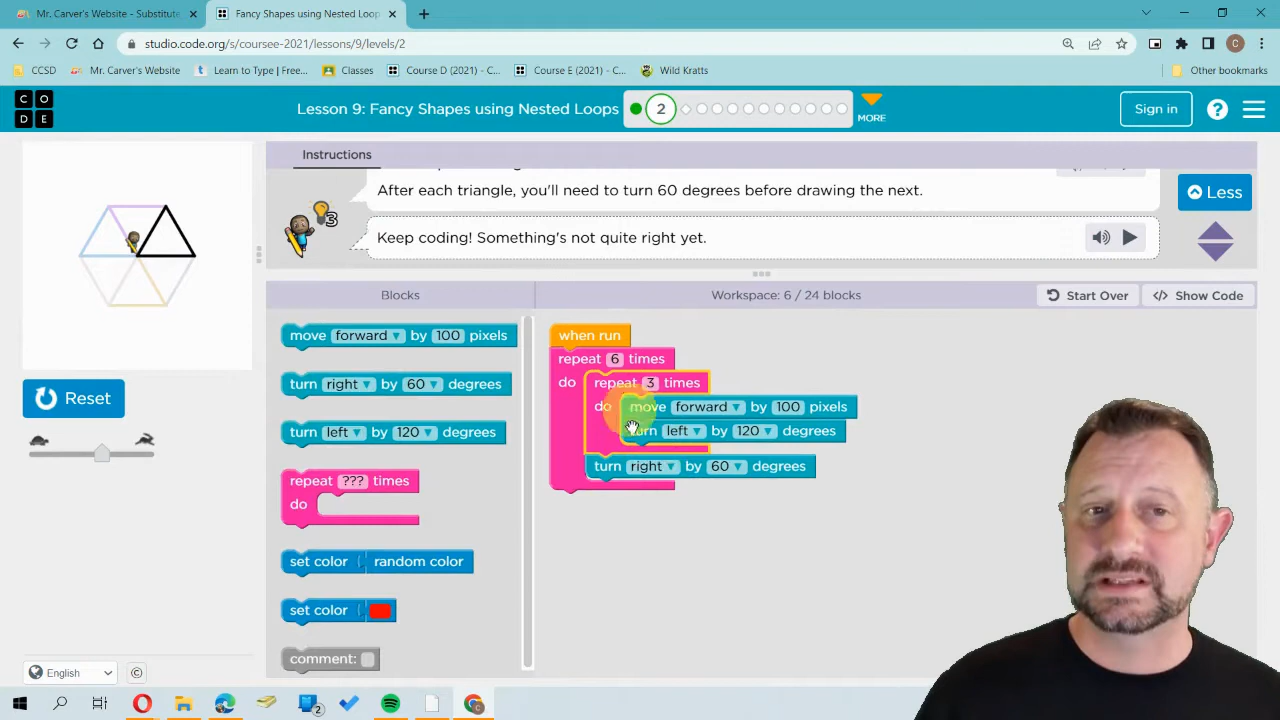 Mr. Carver's Website - Substitute
Fancy Shapes using Nested Loop
studio.code.org/s/coursee-2021/lessons/9/levels/2
C
CCSD
Mr. Carver's Website
Learn to Type | Free...
Classes
Course D (2021) - C...
Course E (2021) - C...
Wild Kratts
Other bookmarks
C O
D E
Lesson 9: Fancy Shapes using Nested Loops
2
MORE
Sign in
?
Instructions
After each triangle, you'll need to turn 60 degrees before drawing the next.
Less
3
Keep coding! Something's not quite right yet.
Blocks
Workspace: 6 / 24 blocks
Start Over
</> Show Code
move forward by 100 pixels
turn right by 60 degrees
turn left by 120 degrees
repeat ??? times
do
set color random color
set color
comment:
when run
repeat 6 times
do repeat 3 times
do move forward by 100 pixels
turn left by 120 degrees
turn right by 60 degrees
Reset
English
©
2